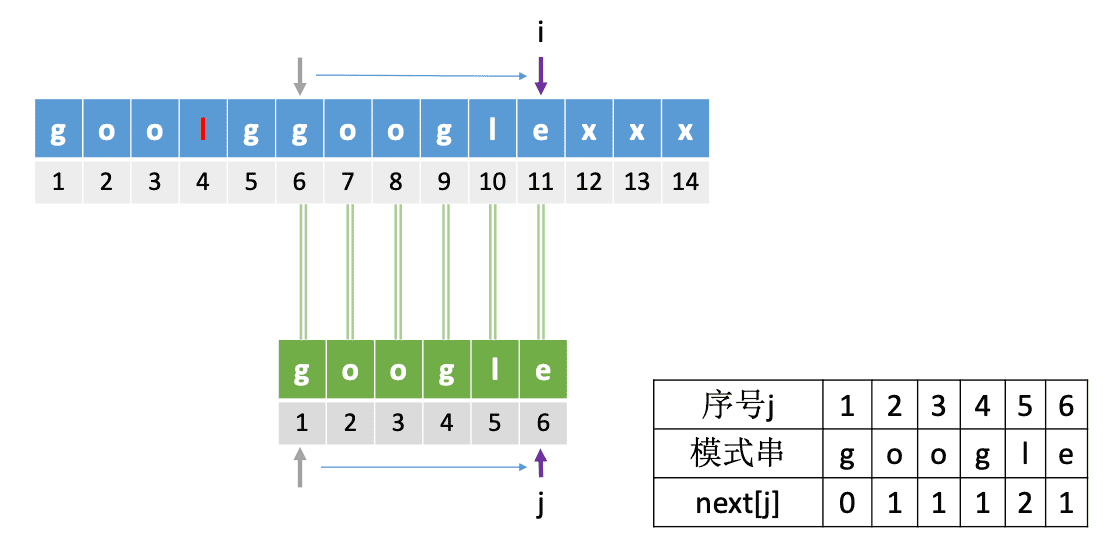 i
g o o l g g o o g l e x x x
1 2 3 4 5 6 7 8 9 10 11 12 13 14
g o o g l e
1 2 3 4 5 6
j
序号j 1 2 3 4 5 6
模式串 g o o g l e
next[j] 0 1 1 1 2 1